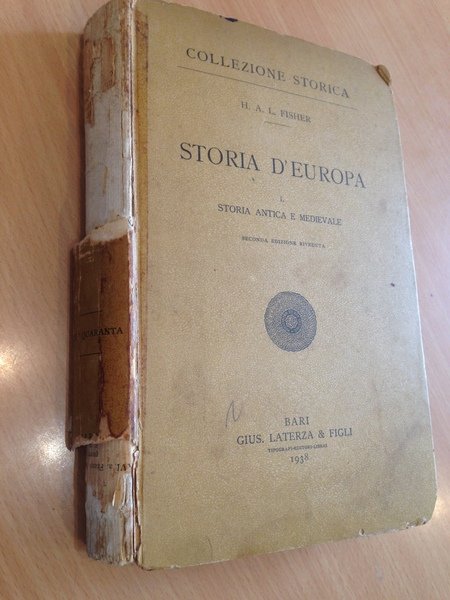 COLLEZIONE STORICA
H. A. L. FISHER
STORIA D'EUROPA
I.
STORIA ANTICA E MEDIEVALE
SECONDA EDIZIONE RIVEDUTA
BARI
GIUS. LATERZA & FIGLI
TIPOGRAFI-EDITORI-LIBRAI
1938
QUARANTA